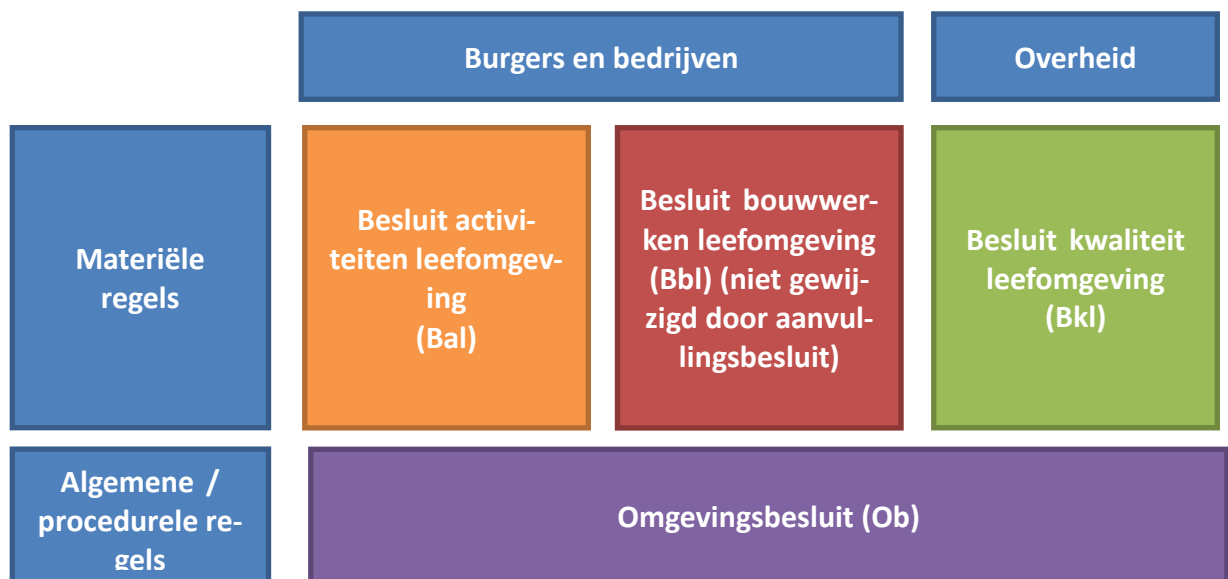 Burgers en bedrijven
Overheid
Materiële
regels
Besluit activi-
teiten leefomgev-
ing
(Bal)
Besluit bouwwer-
ken leefomgeving
(Bbl) (niet gewij-
zigd door aanvul-
lingsbesluit)
Besluit kwaliteit
leefomgeving
(Bkl)
Algemene /
procedurele re-
gels
Omgevingsbesluit (Ob)